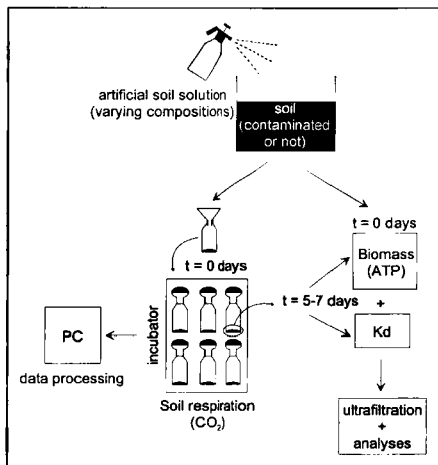 artificial soil solution
(varying compositions)
soil
(contaminated
or not)
t = 0 days
t = 0 days
Biomass
(ATP)
+
Kd
t = 5-7 days
incubator
PC
data processing
Soil respiration
(CO₂)
ultrafiltration
+
analyses